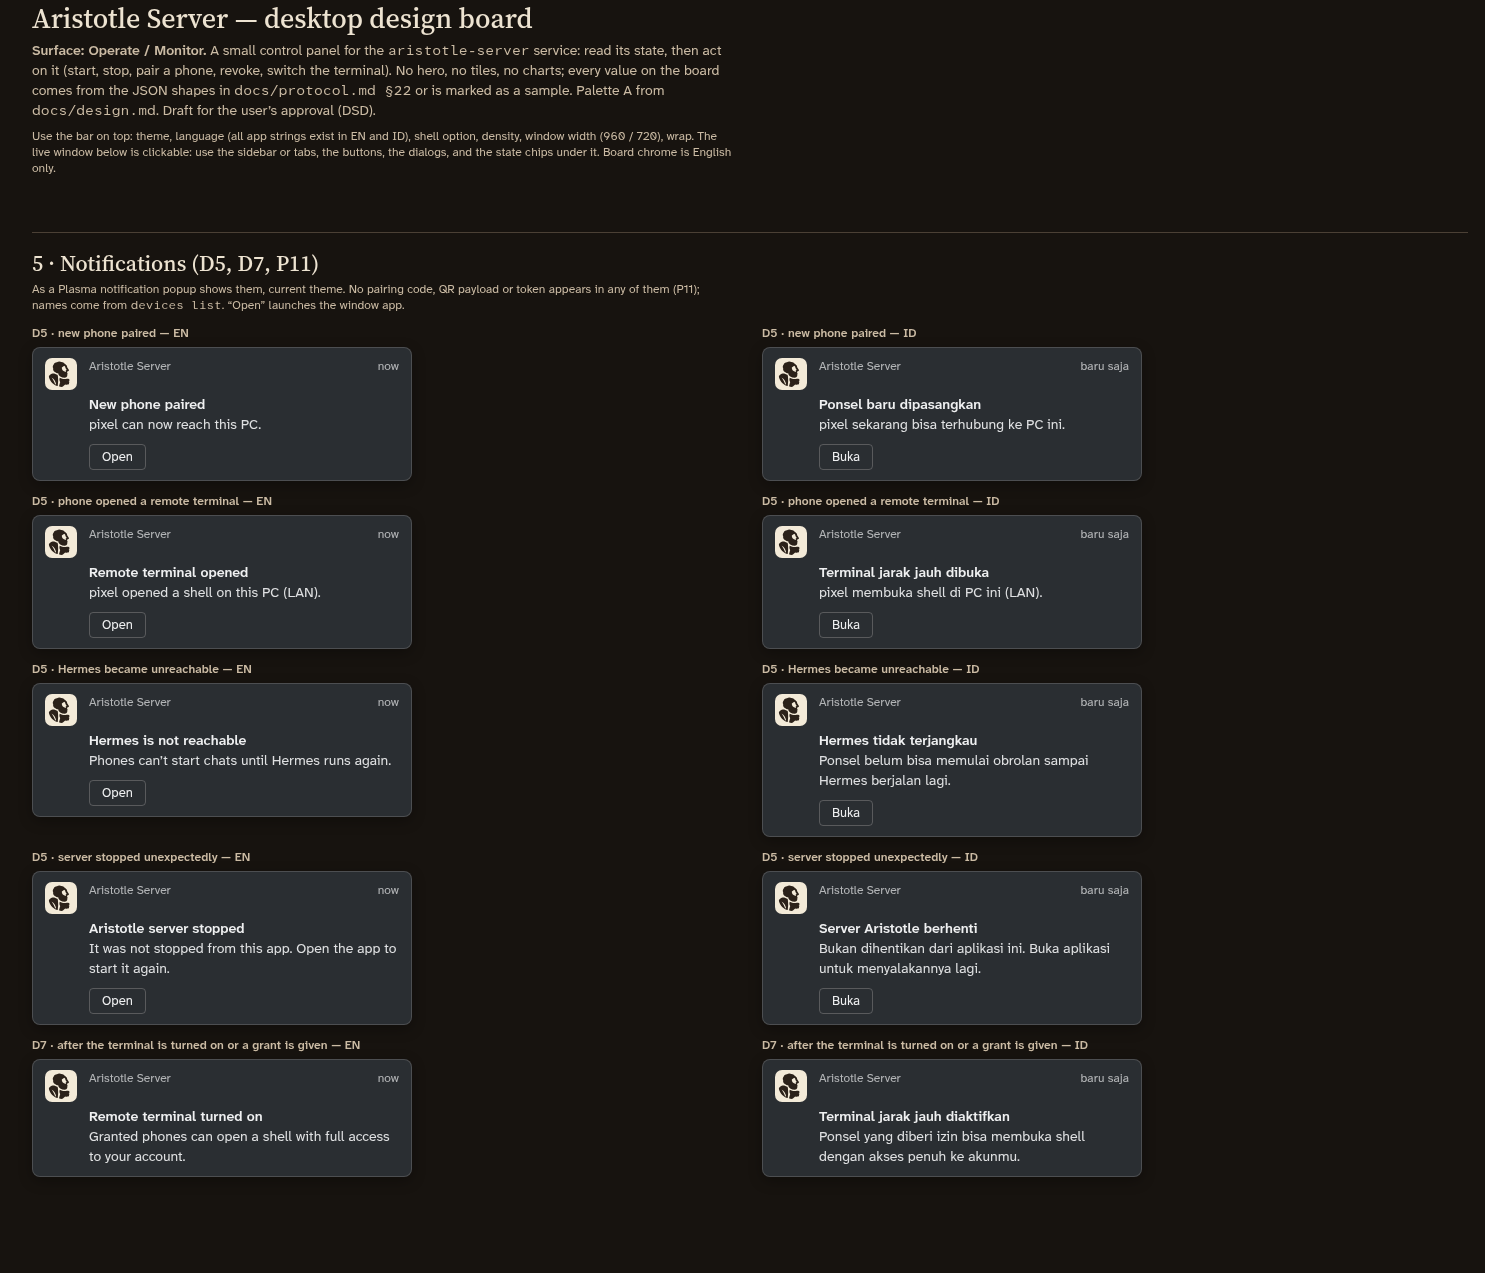 Aristotle Server — desktop design board
Surface: Operate / Monitor. A small control panel for the aristotle-server service: read its state, then act
on it (start, stop, pair a phone, revoke, switch the terminal). No hero, no tiles, no charts; every value on the board
comes from the JSON shapes in docs/protocol.md §22 or is marked as a sample. Palette A from
docs/design.md. Draft for the user’s approval (DSD).
Use the bar on top: theme, language (all app strings exist in EN and ID), shell option, density, window width (960 / 720), wrap. The
live window below is clickable: use the sidebar or tabs, the buttons, the dialogs, and the state chips under it. Board chrome is English
only.
5 · Notifications (D5, D7, P11)
As a Plasma notification popup shows them, current theme. No pairing code, QR payload or token appears in any of them (P11);
names come from devices list. “Open” launches the window app.
D5 · new phone paired — EN
Aristotle Server
now
New phone paired
pixel can now reach this PC.
Open
D5 · new phone paired — ID
Aristotle Server
baru saja
Ponsel baru dipasangkan
pixel sekarang bisa terhubung ke PC ini.
Buka
D5 · phone opened a remote terminal — EN
Aristotle Server
now
Remote terminal opened
pixel opened a shell on this PC (LAN).
Open
D5 · phone opened a remote terminal — ID
Aristotle Server
baru saja
Terminal jarak jauh dibuka
pixel membuka shell di PC ini (LAN).
Buka
D5 · Hermes became unreachable — EN
Aristotle Server
now
Hermes is not reachable
Phones can’t start chats until Hermes runs again.
Open
D5 · Hermes became unreachable — ID
Aristotle Server
baru saja
Hermes tidak terjangkau
Ponsel belum bisa memulai obrolan sampai
Hermes berjalan lagi.
Buka
D5 · server stopped unexpectedly — EN
Aristotle Server
now
Aristotle server stopped
It was not stopped from this app. Open the app to
start it again.
Open
D5 · server stopped unexpectedly — ID
Aristotle Server
baru saja
Server Aristotle berhenti
Bukan dihentikan dari aplikasi ini. Buka aplikasi
untuk menyalakannya lagi.
Buka
D7 · after the terminal is turned on or a grant is given — EN
Aristotle Server
now
Remote terminal turned on
Granted phones can open a shell with full access
to your account.
D7 · after the terminal is turned on or a grant is given — ID
Aristotle Server
baru saja
Terminal jarak jauh diaktifkan
Ponsel yang diberi izin bisa membuka shell
dengan akses penuh ke akunmu.